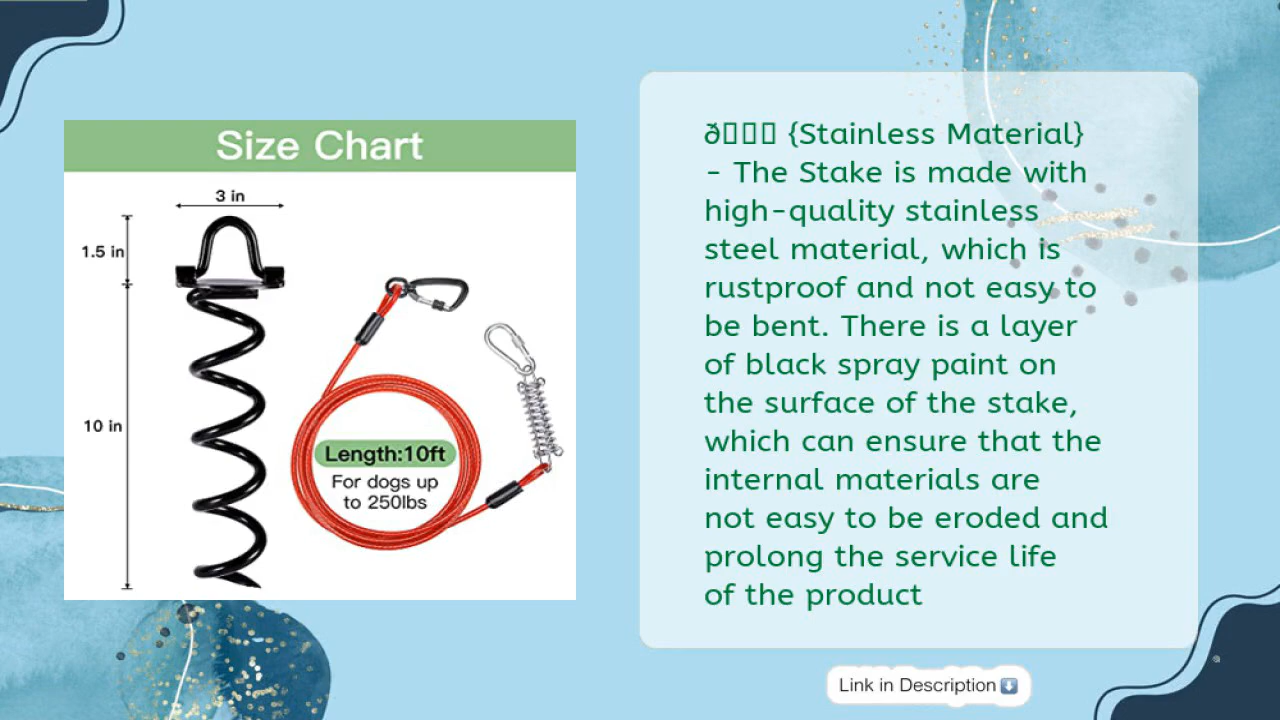 Size Chart
3 in
1.5 in
10 in
Length:10ft
For dogs up
to 250lbs
ð {Stainless Material}
- The Stake is made with
high-quality stainless
steel material, which is
rustproof and not easy to
be bent. There is a layer
of black spray paint on
the surface of the stake,
which can ensure that the
internal materials are
not easy to be eroded and
prolong the service life
of the product
Link in Description⬇️